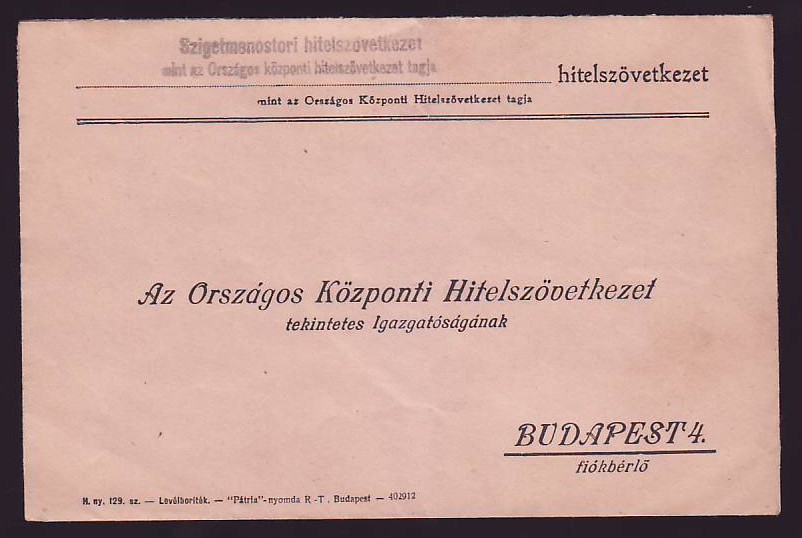 Szigetmonostori hitelszövetkezet
mint az Országos központi hitelszövetkezet tagja
hitelszövetkezet
mint az Országos Központi Hitelszövetkezet tagja
Az Országos Központi Hitelszövetkezet
tekintetes Igazgatóságának
BUDAPEST 4.
fiókbérlő
H. ny. 129. sz. — Levélboríték. — "Pátria"-nyomda R.-T., Budapest — 402912